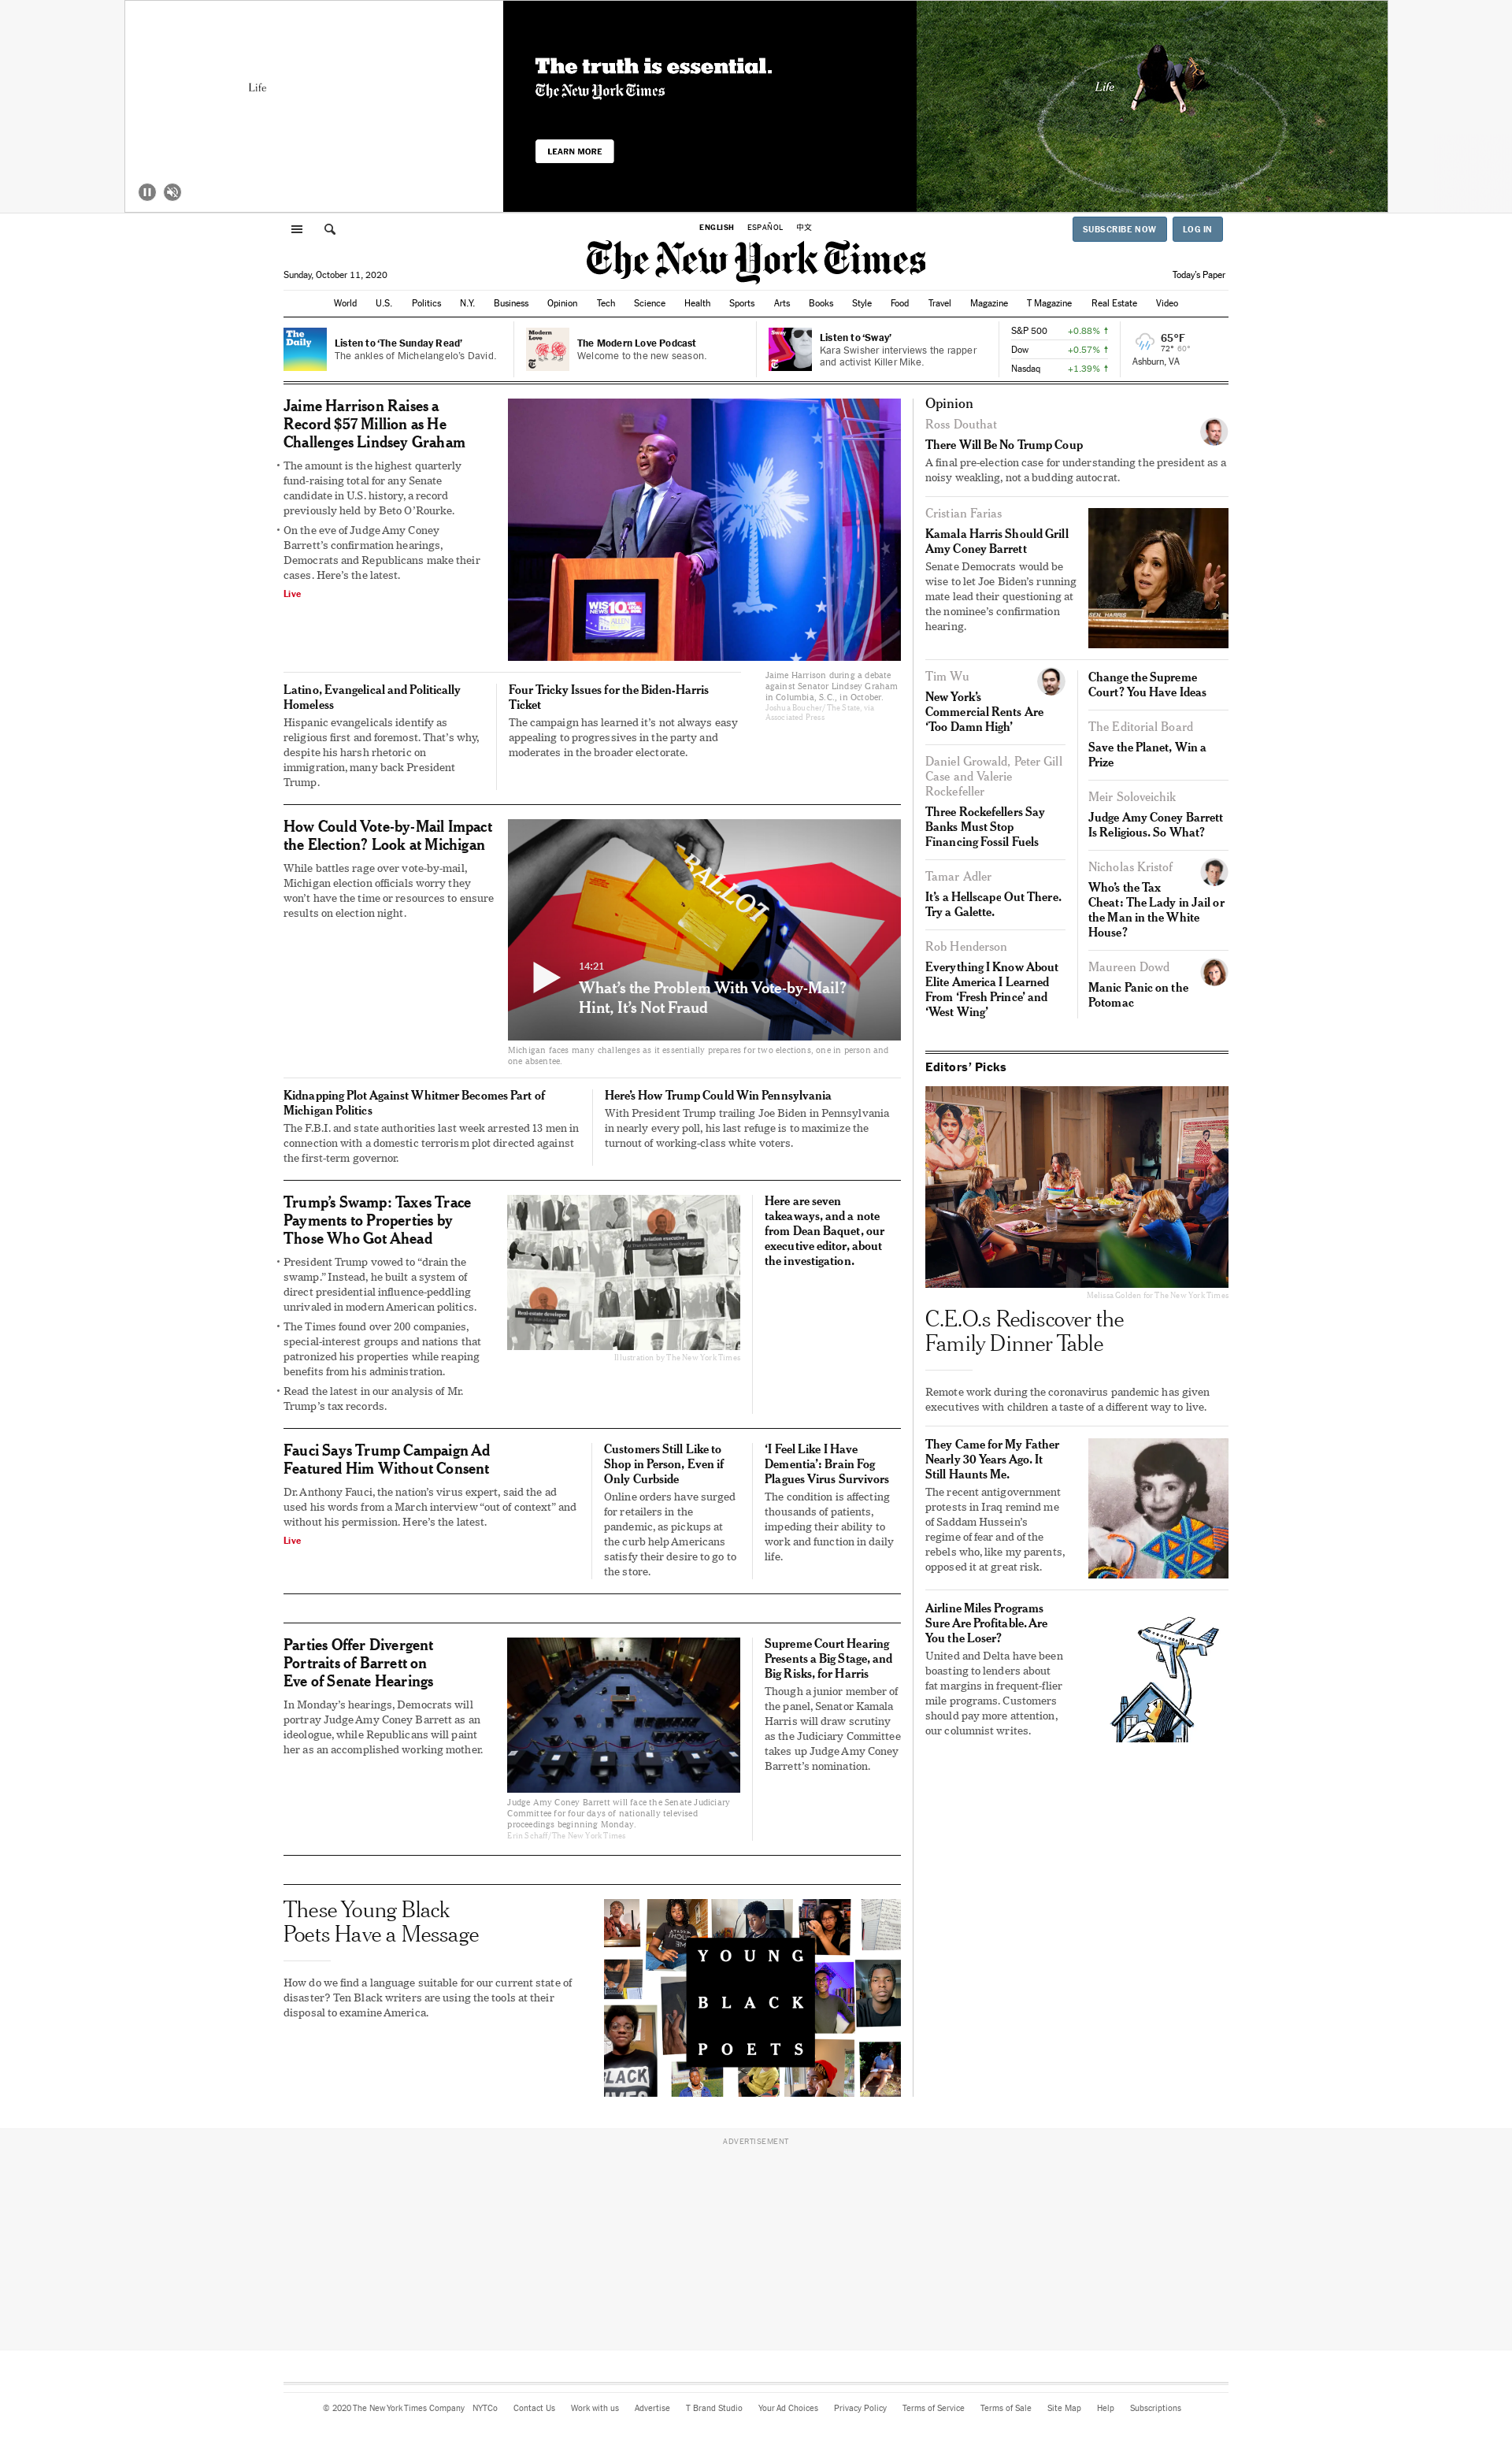 Life
The truth is essential.
The New York Times
LEARN MORE
Life
ENGLISH ESPAÑOL 中文
SUBSCRIBE NOW LOG IN
The New York Times
Sunday, October 11, 2020
Today's Paper
World U.S. Politics N.Y. Business Opinion Tech Science Health Sports Arts Books Style Food Travel Magazine T Magazine Real Estate Video
The
Daily
Listen to ‘The Sunday Read’
The ankles of Michelangelo's David.
Modern
Love
The Modern Love Podcast
Welcome to the new season.
Sway
Listen to ‘Sway’
Kara Swisher interviews the rapper
and activist Killer Mike.
S&P 500 +0.88%
Dow +0.57%
Nasdaq +1.39%
65°F
72° 60°
Ashburn, VA
Jaime Harrison Raises a
Record $57 Million as He
Challenges Lindsey Graham
• The amount is the highest quarterly
fund-raising total for any Senate
candidate in U.S. history, a record
previously held by Beto O’Rourke.
• On the eve of Judge Amy Coney
Barrett’s confirmation hearings,
Democrats and Republicans make their
cases. Here’s the latest.
Live
WIS 10
NEWS
ALLEN
Jaime Harrison during a debate
against Senator Lindsey Graham
in Columbia, S.C., in October.
Joshua Boucher/The State, via
Associated Press
Latino, Evangelical and Politically
Homeless
Hispanic evangelicals identify as
religious first and foremost. That’s why,
despite his harsh rhetoric on
immigration, many back President
Trump.
Four Tricky Issues for the Biden-Harris
Ticket
The campaign has learned it’s not always easy
appealing to progressives in the party and
moderates in the broader electorate.
How Could Vote-by-Mail Impact
the Election? Look at Michigan
While battles rage over vote-by-mail,
Michigan election officials worry they
won’t have the time or resources to ensure
results on election night.
BALLOT
14:21
What’s the Problem With Vote-by-Mail?
Hint, It’s Not Fraud
Michigan faces many challenges as it essentially prepares for two elections, one in person and
one absentee.
Kidnapping Plot Against Whitmer Becomes Part of
Michigan Politics
The F.B.I. and state authorities last week arrested 13 men in
connection with a domestic terrorism plot directed against
the first-term governor.
Here’s How Trump Could Win Pennsylvania
With President Trump trailing Joe Biden in Pennsylvania
in nearly every poll, his last refuge is to maximize the
turnout of working-class white voters.
Trump’s Swamp: Taxes Trace
Payments to Properties by
Those Who Got Ahead
• President Trump vowed to “drain the
swamp.” Instead, he built a system of
direct presidential influence-peddling
unrivaled in modern American politics.
• The Times found over 200 companies,
special-interest groups and nations that
patronized his properties while reaping
benefits from his administration.
• Read the latest in our analysis of Mr.
Trump’s tax records.
Aviation executive
Real-estate developer
Illustration by The New York Times
Here are seven
takeaways, and a note
from Dean Baquet, our
executive editor, about
the investigation.
Fauci Says Trump Campaign Ad
Featured Him Without Consent
Dr. Anthony Fauci, the nation’s virus expert, said the ad
used his words from a March interview “out of context” and
without his permission. Here’s the latest.
Live
Customers Still Like to
Shop in Person, Even if
Only Curbside
Online orders have surged
for retailers in the
pandemic, as pickups at
the curb help Americans
satisfy their desire to go to
the store.
‘I Feel Like I Have
Dementia’: Brain Fog
Plagues Virus Survivors
The condition is affecting
thousands of patients,
impeding their ability to
work and function in daily
life.
Parties Offer Divergent
Portraits of Barrett on
Eve of Senate Hearings
In Monday’s hearings, Democrats will
portray Judge Amy Coney Barrett as an
ideologue, while Republicans will paint
her as an accomplished working mother.
Judge Amy Coney Barrett will face the Senate Judiciary
Committee for four days of nationally televised
proceedings beginning Monday.
Erin Schaff/The New York Times
Supreme Court Hearing
Presents a Big Stage, and
Big Risks, for Harris
Though a junior member of
the panel, Senator Kamala
Harris will draw scrutiny
as the Judiciary Committee
takes up Judge Amy Coney
Barrett’s nomination.
These Young Black
Poets Have a Message
How do we find a language suitable for our current state of
disaster? Ten Black writers are using the tools at their
disposal to examine America.
YOUNG
BLACK
POETS
BLACK
Opinion
Ross Douthat
There Will Be No Trump Coup
A final pre-election case for understanding the president as a
noisy weakling, not a budding autocrat.
Cristian Farias
Kamala Harris Should Grill
Amy Coney Barrett
Senate Democrats would be
wise to let Joe Biden’s running
mate lead their questioning at
the nominee’s confirmation
hearing.
SEN. HARRIS
Tim Wu
New York’s
Commercial Rents Are
‘Too Damn High’
Daniel Growald, Peter Gill
Case and Valerie
Rockefeller
Three Rockefellers Say
Banks Must Stop
Financing Fossil Fuels
Tamar Adler
It’s a Hellscape Out There.
Try a Galette.
Rob Henderson
Everything I Know About
Elite America I Learned
From ‘Fresh Prince’ and
‘West Wing’
Change the Supreme
Court? You Have Ideas
The Editorial Board
Save the Planet, Win a
Prize
Meir Soloveichik
Judge Amy Coney Barrett
Is Religious. So What?
Nicholas Kristof
Who’s the Tax
Cheat: The Lady in Jail or
the Man in the White
House?
Maureen Dowd
Manic Panic on the
Potomac
Editors’ Picks
Melissa Golden for The New York Times
C.E.O.s Rediscover the
Family Dinner Table
Remote work during the coronavirus pandemic has given
executives with children a taste of a different way to live.
They Came for My Father
Nearly 30 Years Ago. It
Still Haunts Me.
The recent antigovernment
protests in Iraq remind me
of Saddam Hussein’s
regime of fear and of the
rebels who, like my parents,
opposed it at great risk.
Airline Miles Programs
Sure Are Profitable. Are
You the Loser?
United and Delta have been
boasting to lenders about
fat margins in frequent-flier
mile programs. Customers
should pay more attention,
our columnist writes.
ADVERTISEMENT
© 2020 The New York Times Company NYTCo Contact Us Work with us Advertise T Brand Studio Your Ad Choices Privacy Policy Terms of Service Terms of Sale Site Map Help Subscriptions